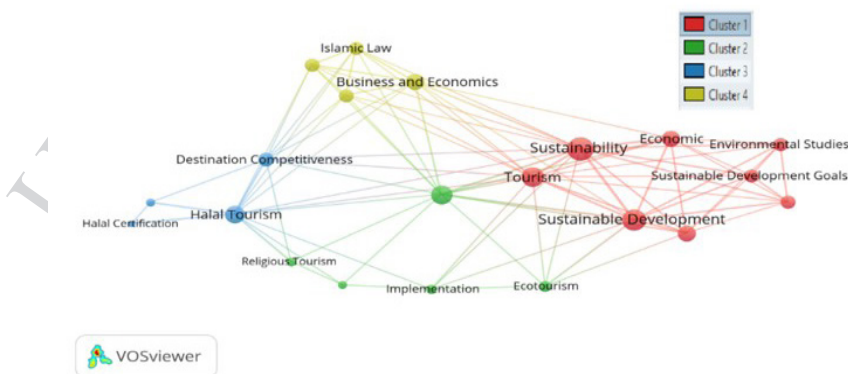 Cluster 1
Cluster 2
Cluster 3
Cluster 4
Islamic Law
Business and Economics
Sustainability
Economic
Environmental Studies
Destination Competitiveness
Tourism
Sustainable Development Goals
Halal Tourism
Sustainable Development
Halal Certification
Religious Tourism
Implementation
Ecotourism
VOSviewer